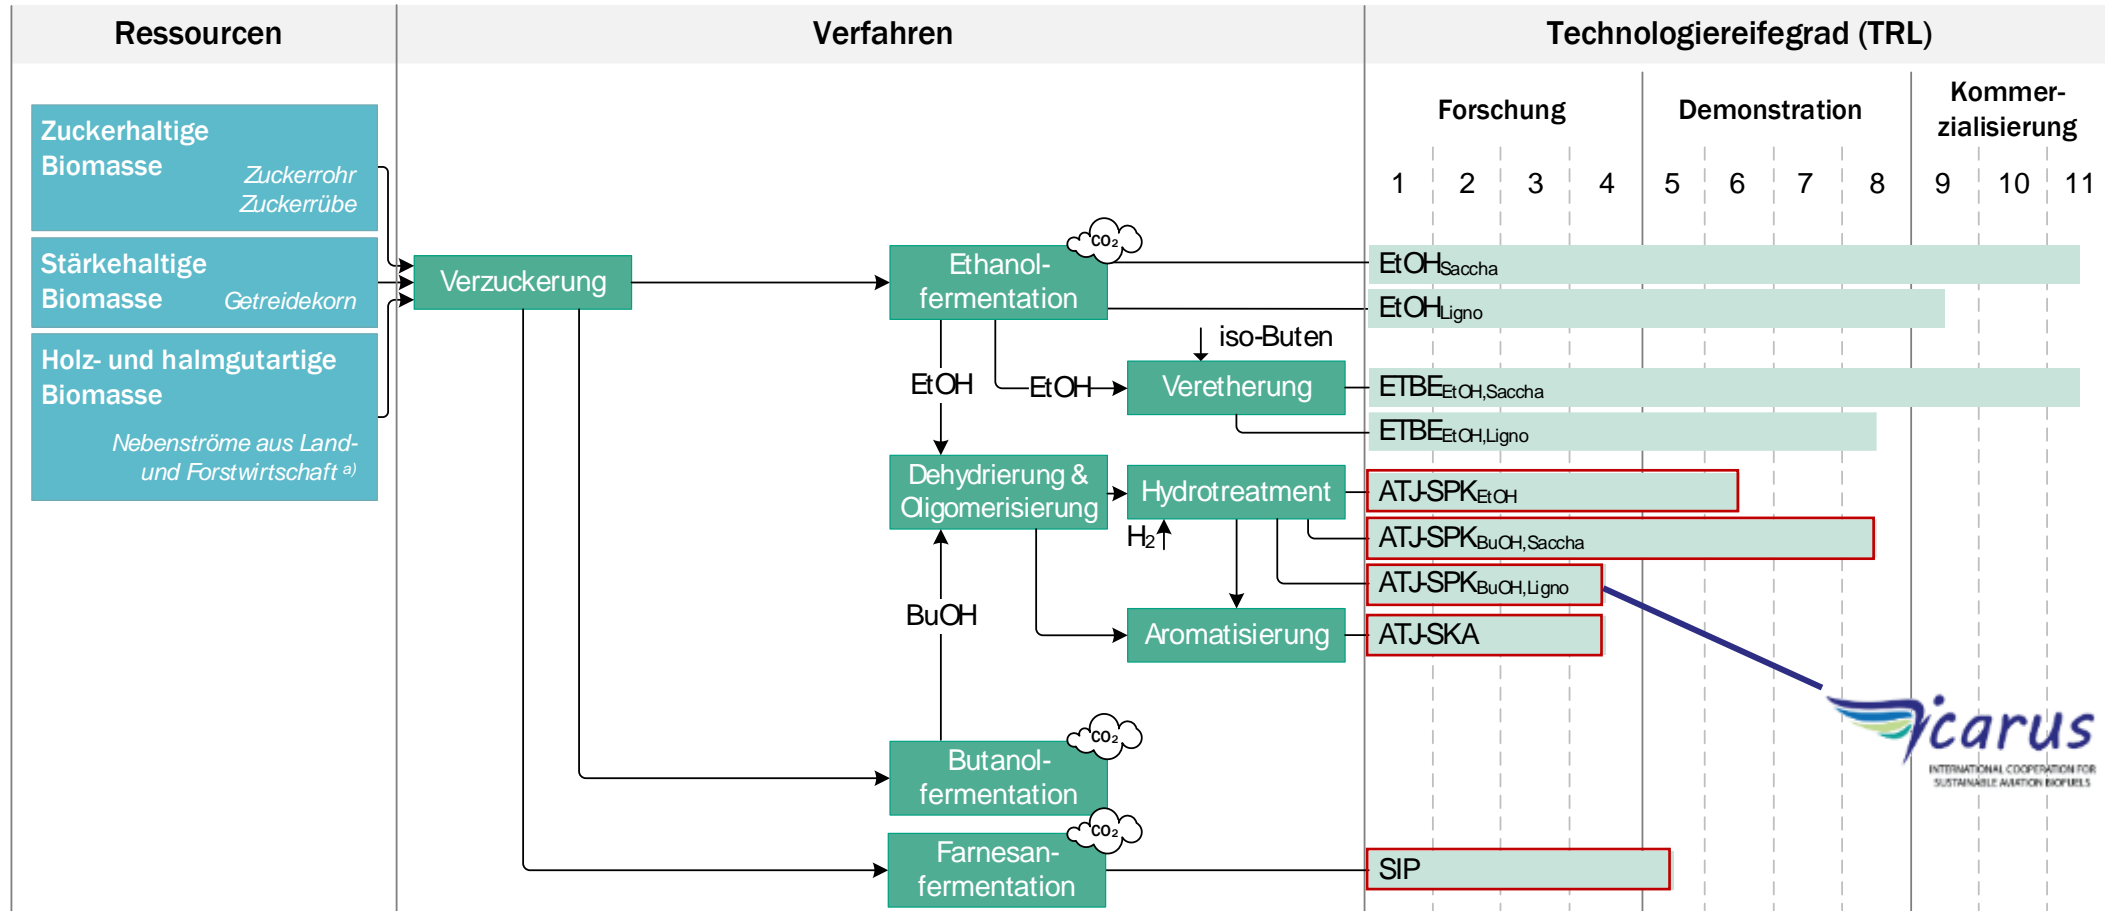 Ressourcen
Verfahren
Technologiereifegrad (TRL)
Forschung
Demonstration
Kommer-
zialisierung
1 2 3 4 5 6 7 8 9 10 11
Zuckerhaltige
Biomasse
Zuckerrohr
Zuckerrübe
Stärkehaltige
Biomasse Getreidekorn
Holz- und halmgutartige
Biomasse
Nebenströme aus Land-
und Forstwirtschaft a)
Verzuckerung
CO₂
Ethanol-
fermentation
EtOH
EtOH
iso-Buten
Veretherung
Dehydrierung &
Oligomerisierung
Hydrotreatment
H₂
Aromatisierung
BuOH
CO₂
Butanol-
fermentation
CO₂
Farnesan-
fermentation
EtOHSaccha
EtOHLigno
ETBEEtOH,Saccha
ETBEEtOH,Ligno
ATJ-SPKEtOH
ATJ-SPKBuOH,Saccha
ATJ-SPKBuOH,Ligno
ATJ-SKA
SIP
icarus
INTERNATIONAL COOPERATION FOR
SUSTAINABLE AVIATION BIOFUELS